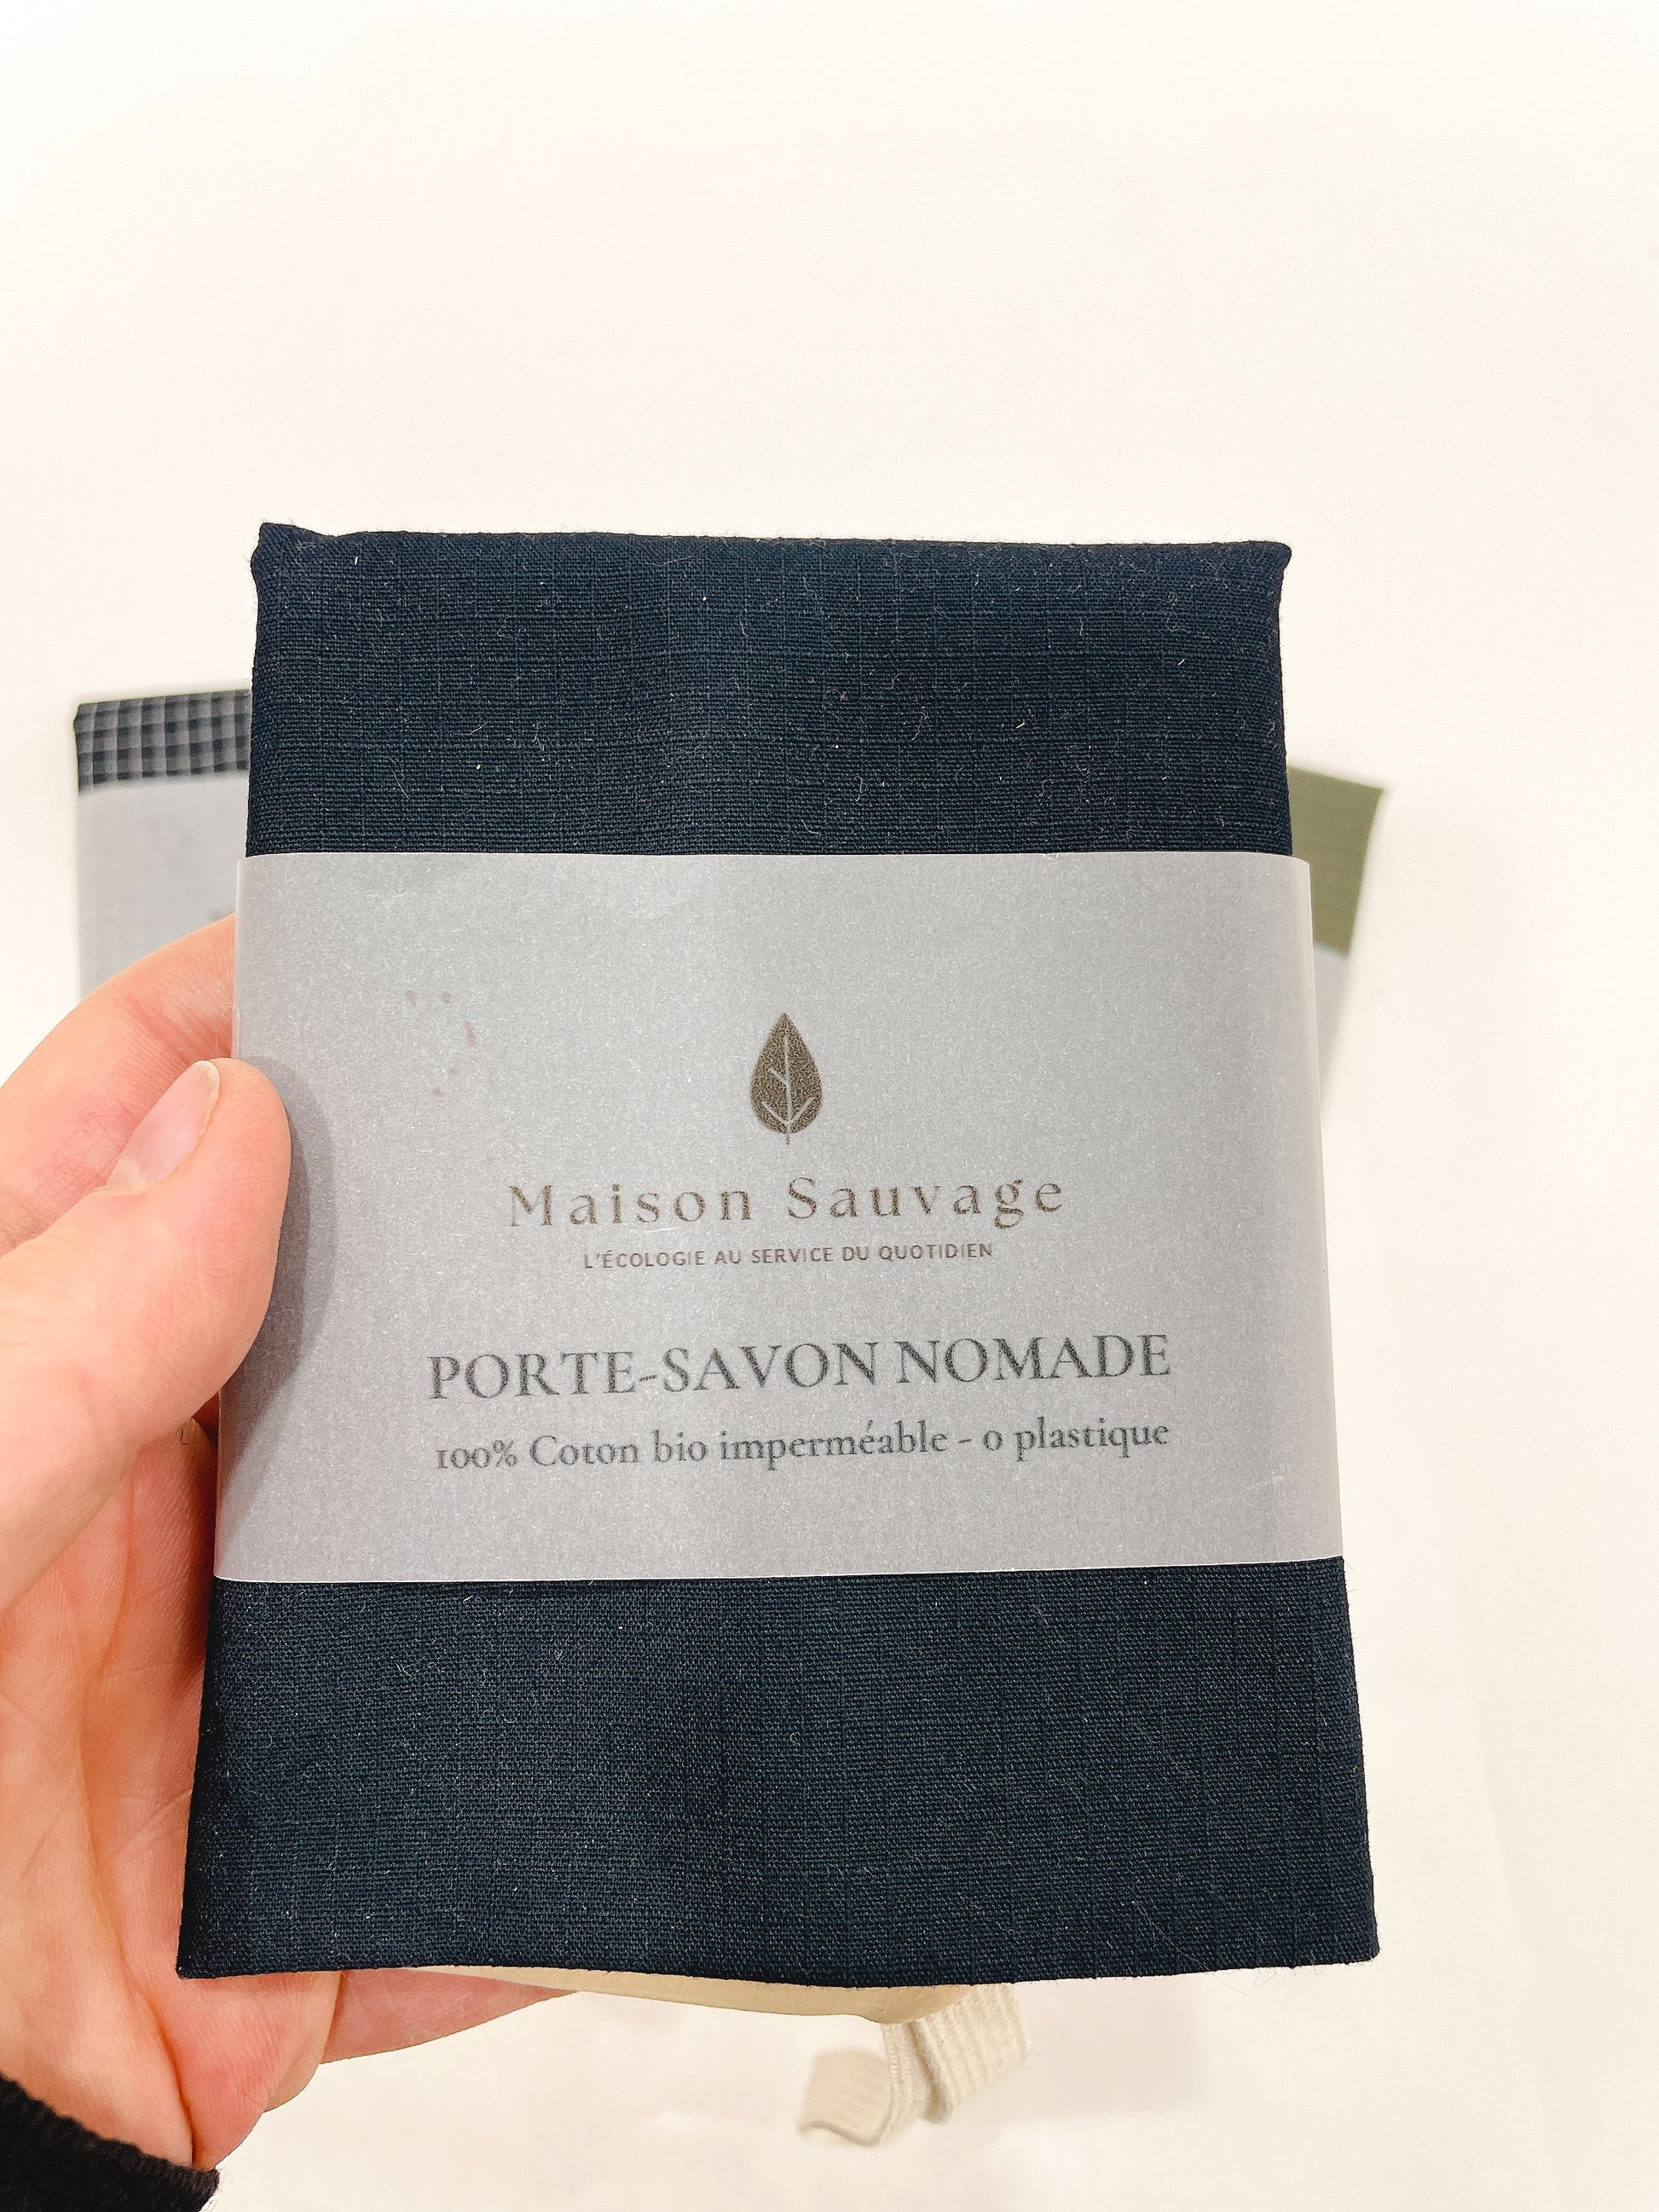 Maison Sauvage
L'ÉCOLOGIE AU SERVICE DU QUOTIDIEN
PORTE-SAVON NOMADE
100% Coton bio imperméable - 0 plastique